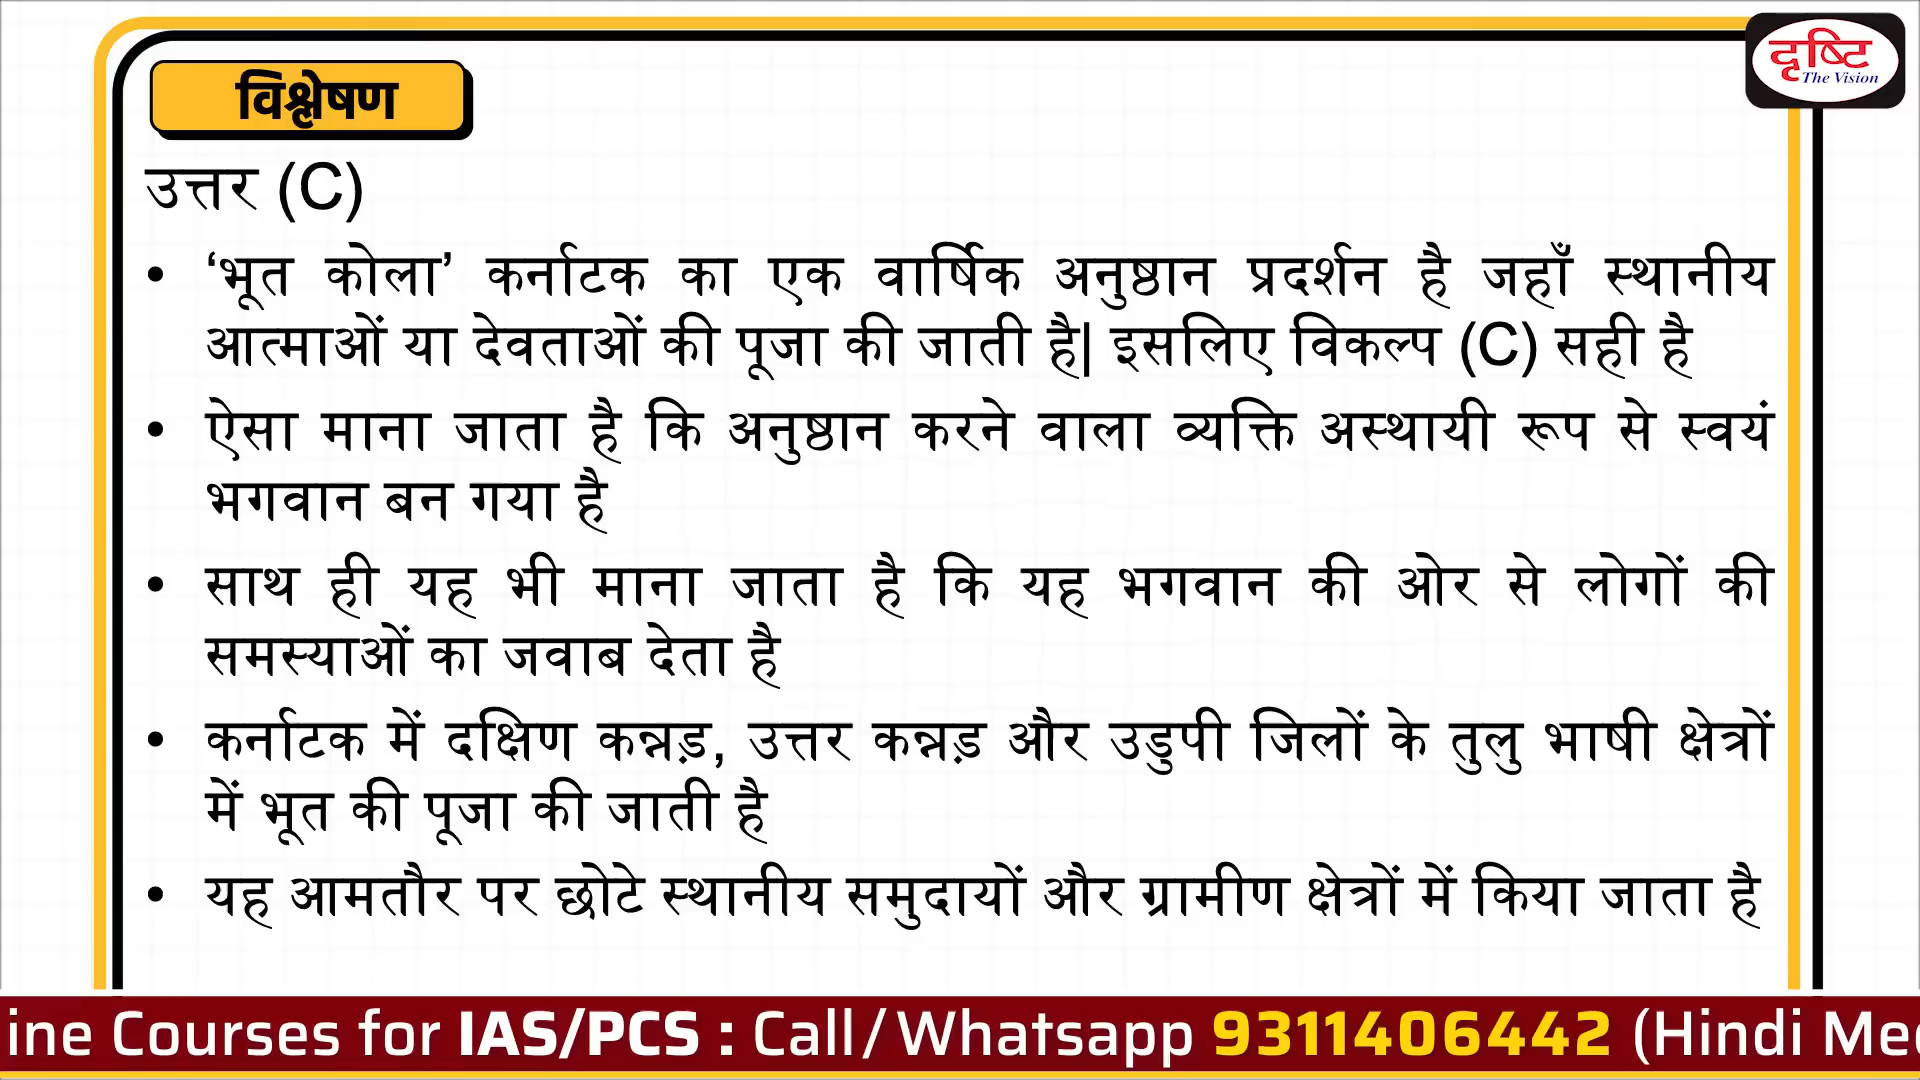 दृष्टि
The Vision
विश्लेषण
उत्तर (C)
• ‘भूत कोला’ कर्नाटक का एक वार्षिक अनुष्ठान प्रदर्शन है जहाँ स्थानीय
आत्माओं या देवताओं की पूजा की जाती है| इसलिए विकल्प (C) सही है
• ऐसा माना जाता है कि अनुष्ठान करने वाला व्यक्ति अस्थायी रूप से स्वयं
भगवान बन गया है
• साथ ही यह भी माना जाता है कि यह भगवान की ओर से लोगों की
समस्याओं का जवाब देता है
• कर्नाटक में दक्षिण कन्नड़, उत्तर कन्नड़ और उडुपी जिलों के तुलु भाषी क्षेत्रों
में भूत की पूजा की जाती है
• यह आमतौर पर छोटे स्थानीय समुदायों और ग्रामीण क्षेत्रों में किया जाता है
ine Courses for IAS/PCS : Call/Whatsapp 9311406442 (Hindi Me